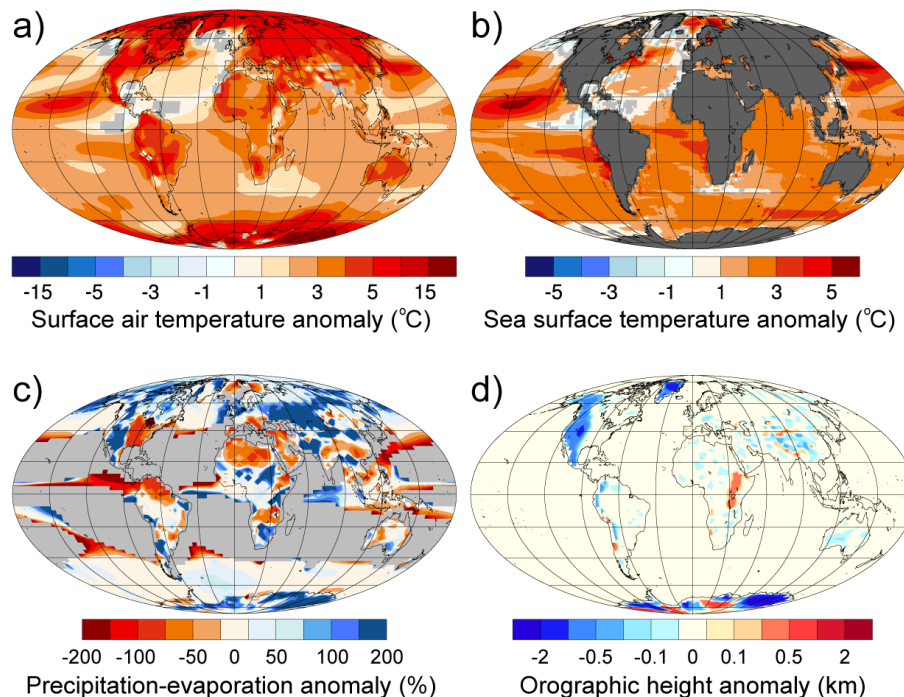 a)
b)
-15 -5 -3 -1 1 3 5 15
Surface air temperature anomaly (°C)
-5 -3 -1 1 3 5
Sea surface temperature anomaly (°C)
c)
d)
-200 -100 -50 0 50 100 200
Precipitation-evaporation anomaly (%)
-2 -0.5 -0.1 0 0.1 0.5 2
Orographic height anomaly (km)